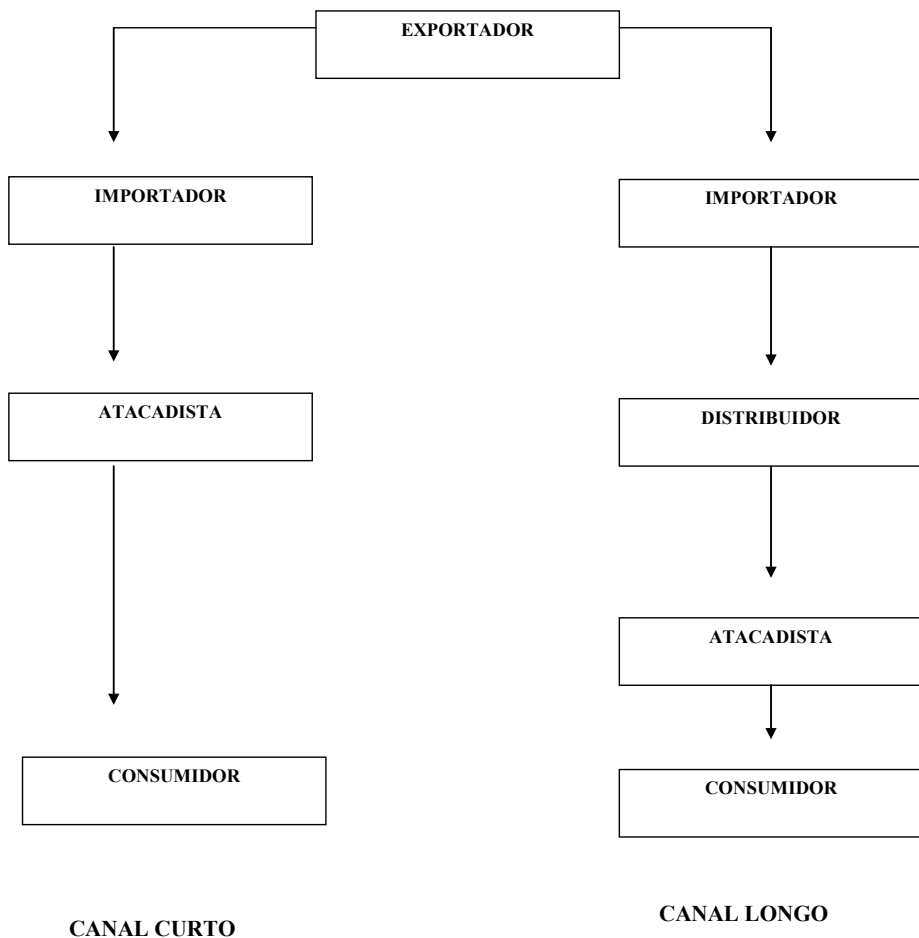 EXPORTADOR
IMPORTADOR
IMPORTADOR
ATACADISTA
DISTRIBUIDOR
ATACADISTA
CONSUMIDOR
CONSUMIDOR
CANAL CURTO
CANAL LONGO